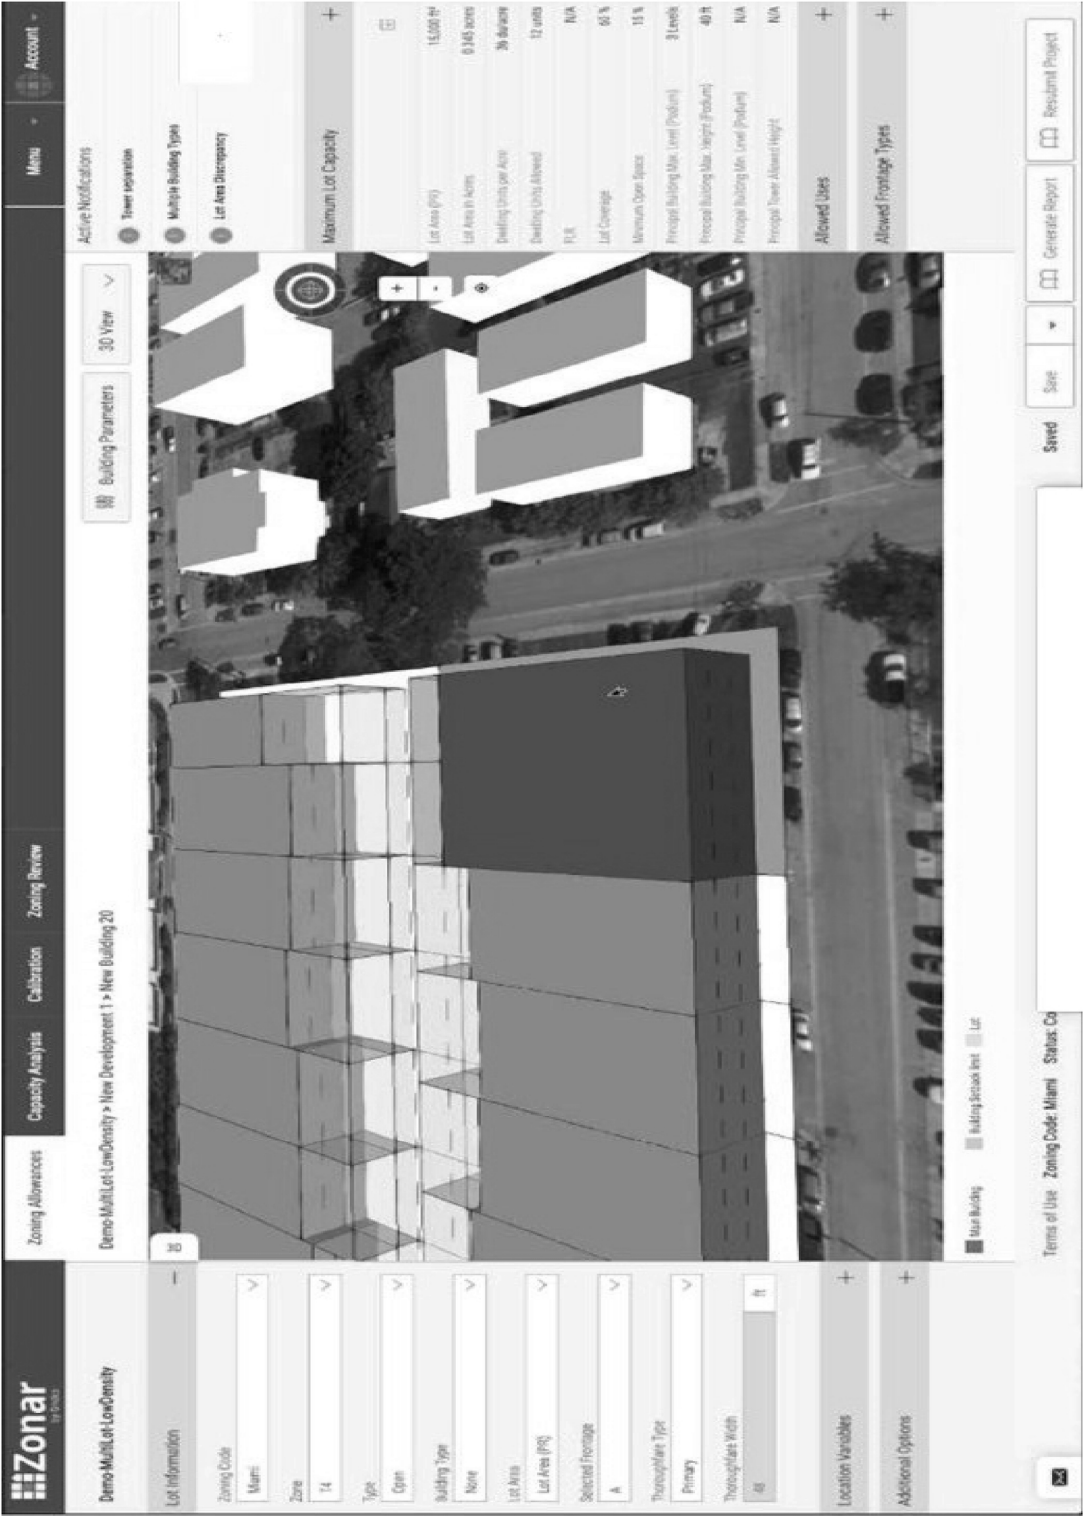 Zonar
Zoning Allowances
Capacity Analysis
Calibration
Zoning Review
Menu
Account
Demo-MultiLot-LowDensity
Demo-MultiLot-LowDensity > New Development 1 > New Building 20
Building Parameters
3D View
Lot Information
Zoning Code
Miami
Zone
T4
Type
Open
Building Type
None
Lot Area
Lot Area (PR)
Selected Frontage
A
Thoroughfare Type
Primary
Thoroughfare Width
ft
Location Variables
Additional Options
3D
+
-
Main Building
Building Setback limit
Lot
Active Notifications
Tower separation
Multiple Building Types
Lot Area Discrepancy
Maximum Lot Capacity
Lot Area (PR) 15,000 ft²
Lot Area in Acres 0.345 acres
Dwelling Units per Acre 36 du/acre
Dwelling Units Allowed 12 units
FLR N/A
Lot Coverage 60 %
Minimum Open Space 15 %
Principal Building Max. Level (Podium) 3 Levels
Principal Building Max. Height (Podium) 40 ft
Principal Building Min. Level (Podium) N/A
Principal Tower Allowed Height N/A
Allowed Uses
Allowed Frontage Types
Terms of Use Zoning Code: Miami Status: Co
Saved
Save
Generate Report
Resubmit Project